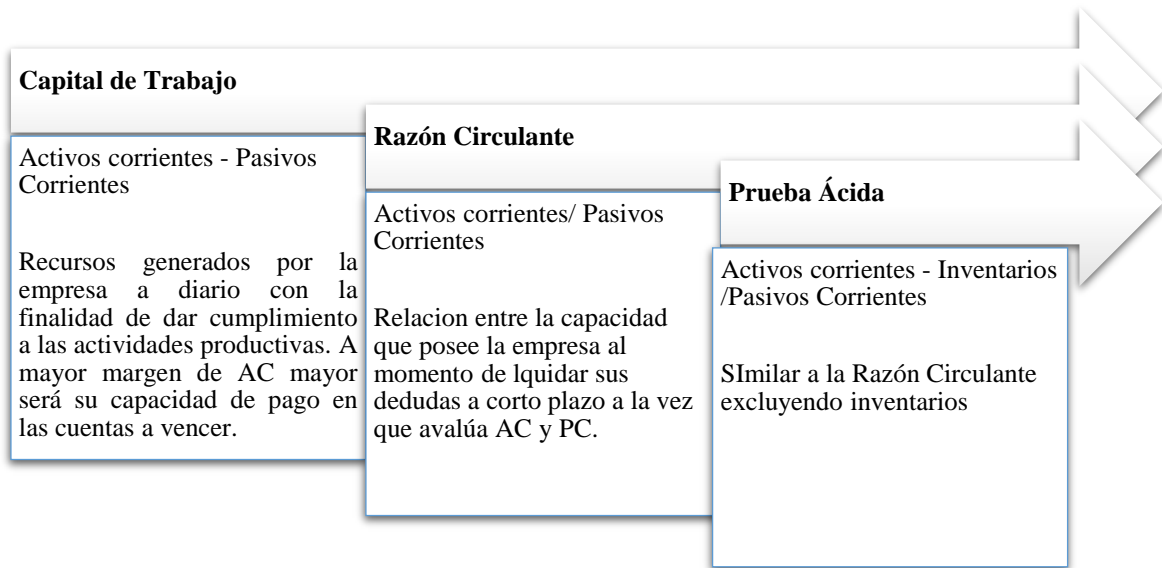 Capital de Trabajo
Activos corrientes - Pasivos
Corrientes
Recursos generados por la
empresa a diario con la
finalidad de dar cumplimiento
a las actividades productivas. A
mayor margen de AC mayor
será su capacidad de pago en
las cuentas a vencer.
Razón Circulante
Activos corrientes/ Pasivos
Corrientes
Relacion entre la capacidad
que posee la empresa al
momento de lquidar sus
dedudas a corto plazo a la vez
que avalúa AC y PC.
Prueba Ácida
Activos corrientes - Inventarios
/Pasivos Corrientes
SImilar a la Razón Circulante
excluyendo inventarios